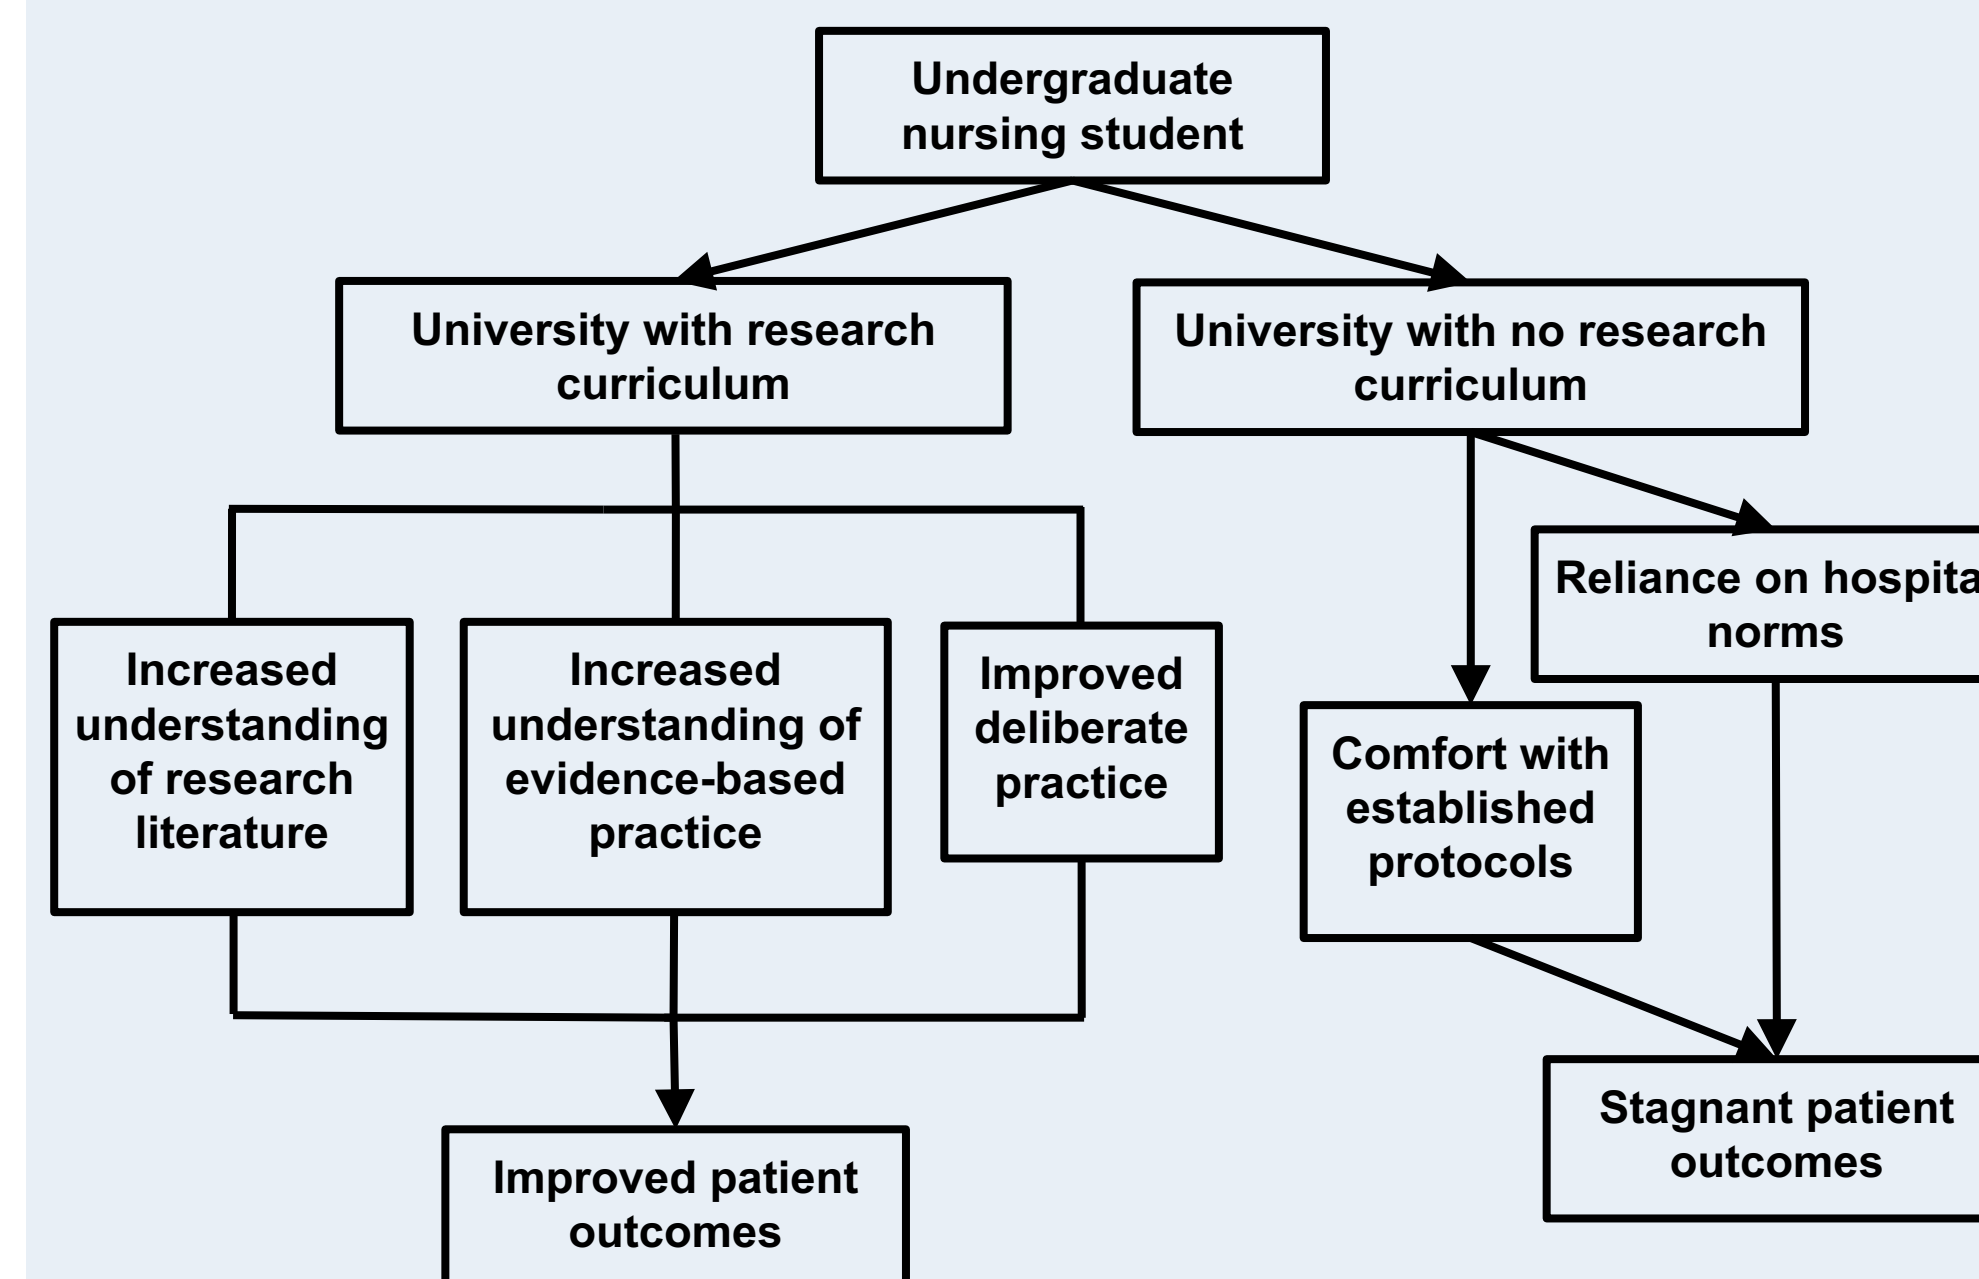 Undergraduate
nursing student
University with research
curriculum
University with no research
curriculum
Reliance on hospita
norms
Increased
understanding
of research
literature
Increased
understanding of
evidence-based
practice
Improved
deliberate
practice
Comfort with
established
protocols
Stagnant patient
outcomes
Improved patient
outcomes